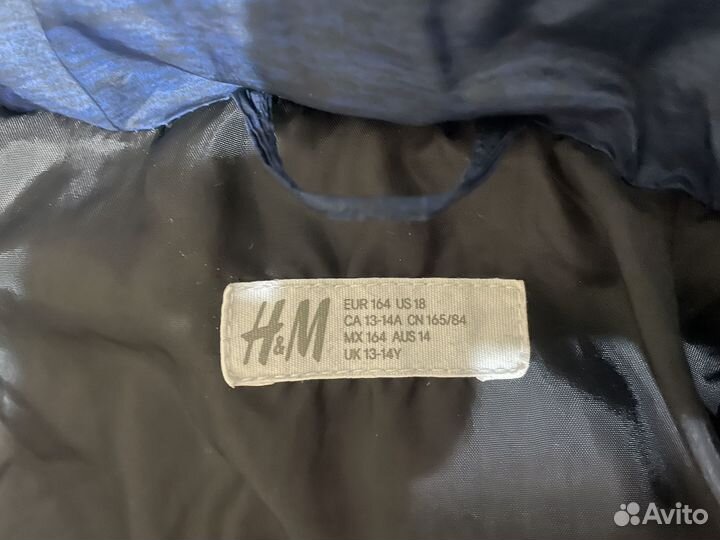 H&M
EUR 164 US 18
CA 13-14A CN 165/84
MX 164 AUS 14
UK 13-14Y
Avito